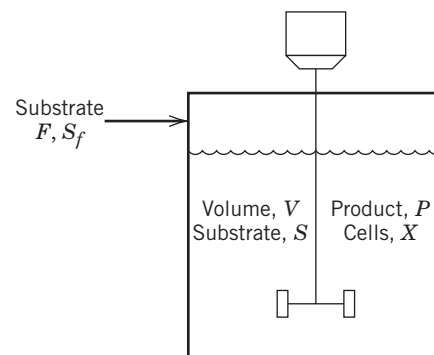 Substrate
F, S_f
Volume, V
Substrate, S
Product, P
Cells, X